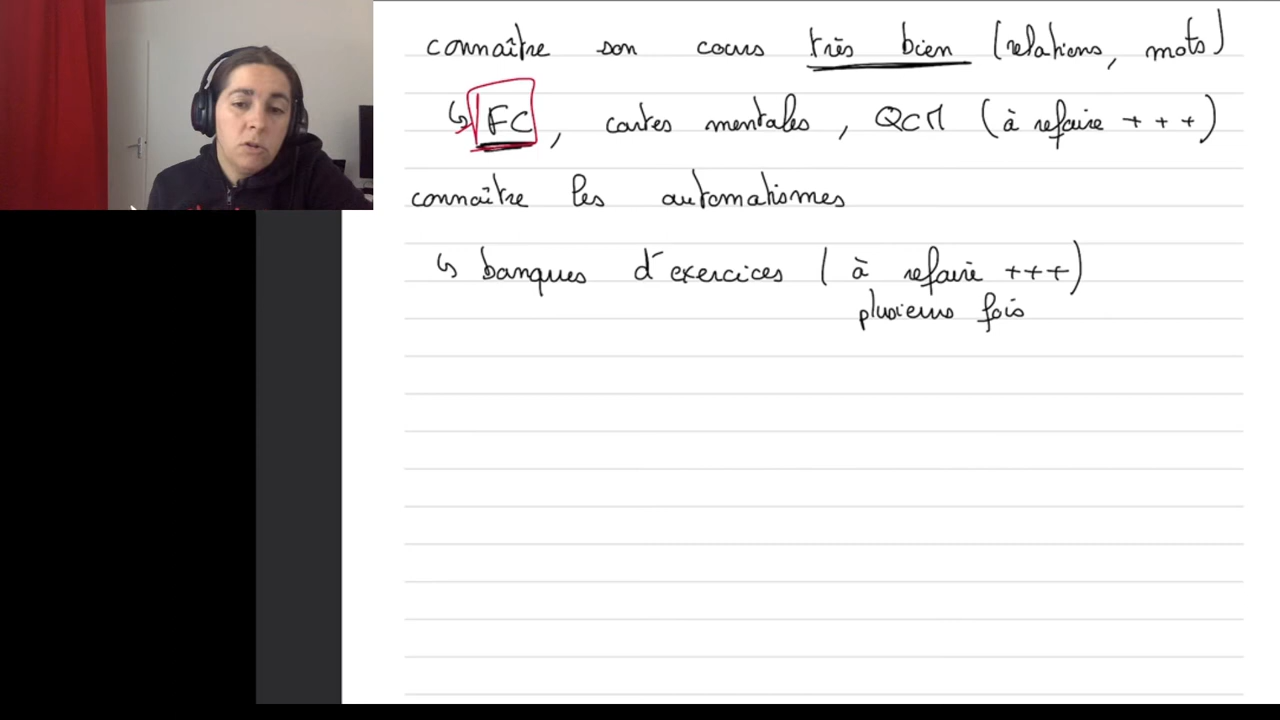 connaître son cours très bien (relations, mots)
↳ FC, cartes mentales, QCM (à refaire +++)
connaître les automatismes
↳ banques d'exercices (à refaire +++)
plusieurs fois